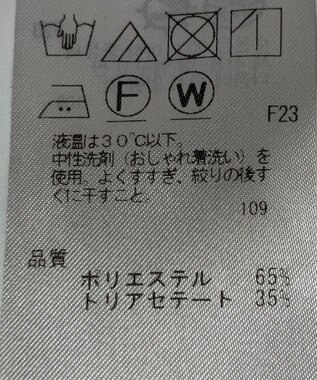 F W
F23
液温は30℃以下。
中性洗剤（おしゃれ着洗い）を
使用、よくすすぎ、絞りの後す
ぐに干すこと。
109
品質
ポリエステル 65%
トリアセテート 35%